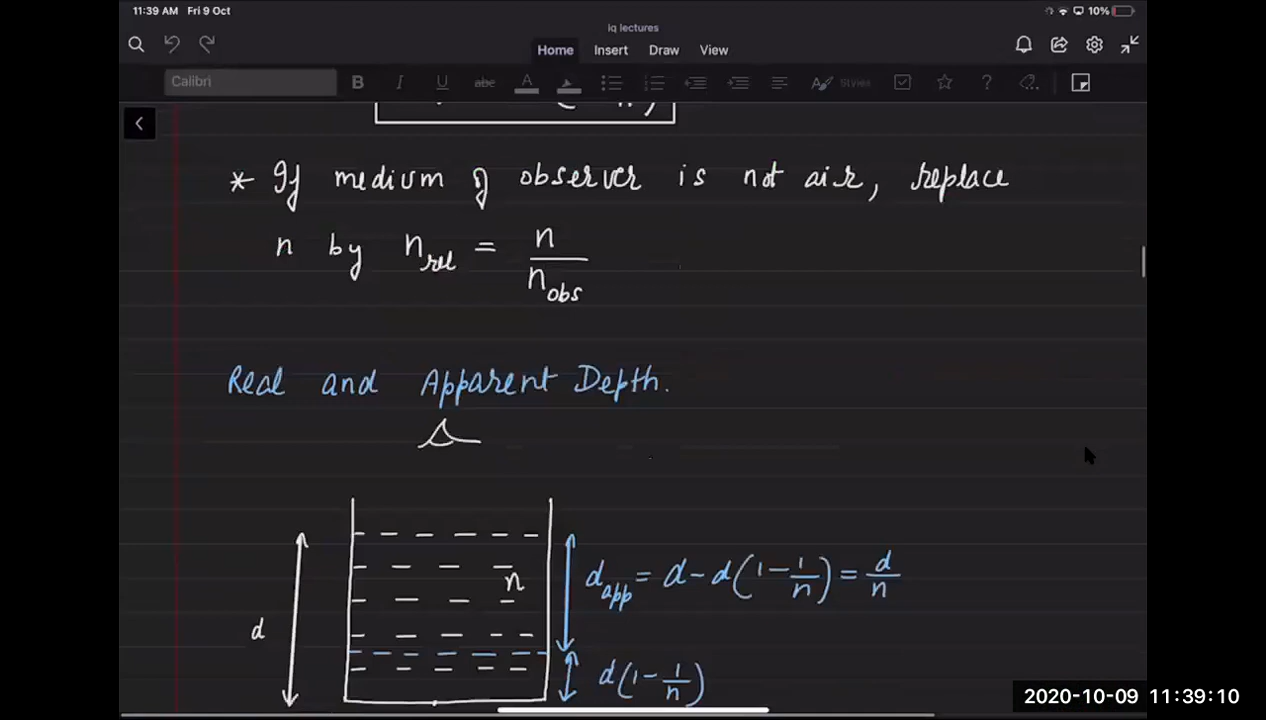 11:39 AM Fri 9 Oct
10%
iq lectures
Home Insert Draw View
Calibri
B I U abc A Styles ?
* If medium of observer is not air, replace
n by n_rel = n / n_obs
Real and Apparent Depth.
n
d_app = d - d(1 - 1/n) = d/n
d
d(1 - 1/n)
2020-10-09 11:39:10